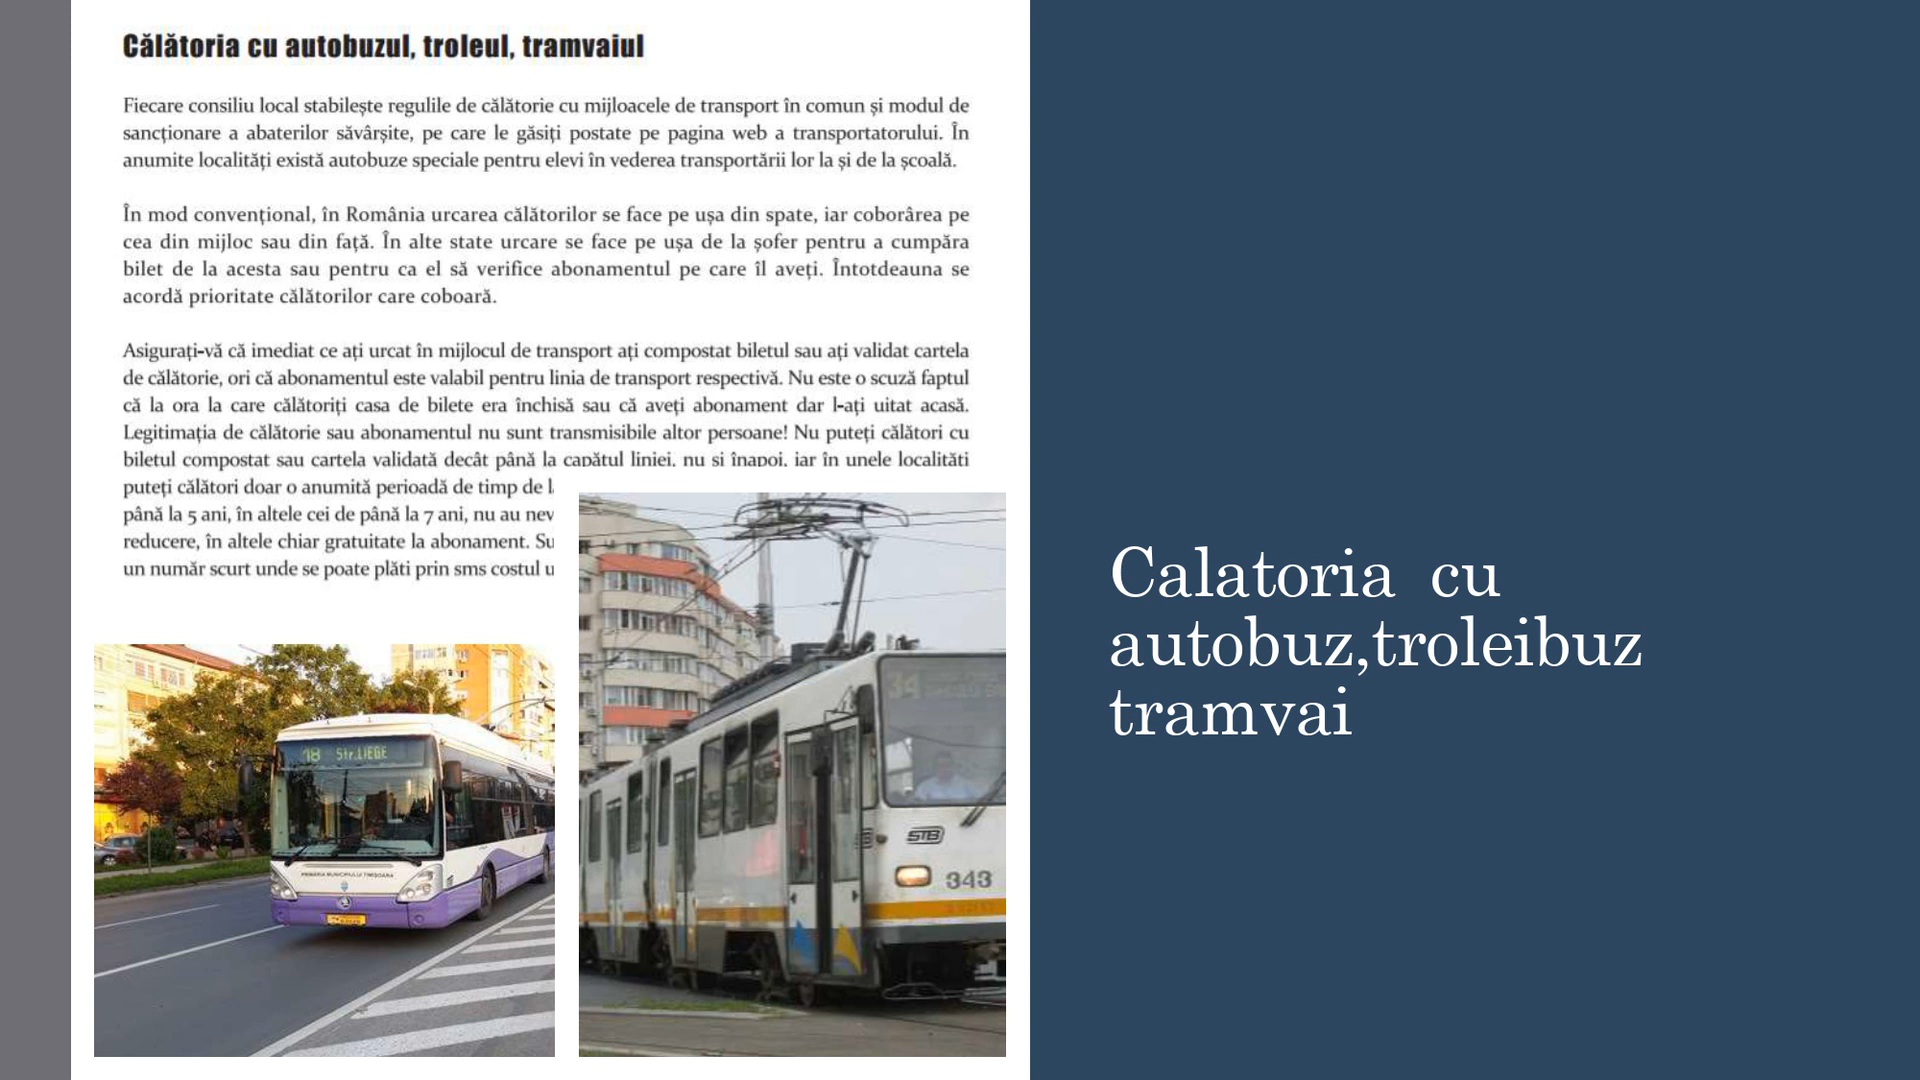 Călătoria cu autobuzul, troleul, tramvaiul
Fiecare consiliu local stabilește regulile de călătorie cu mijloacele de transport în comun și modul de
sancționare a abaterilor săvârșite, pe care le găsiți postate pe pagina web a transportatorului. În
anumite localități există autobuze speciale pentru elevi în vederea transportării lor la și de la școală.
În mod convențional, în România urcarea călătorilor se face pe ușa din spate, iar coborârea pe
cea din mijloc sau din față. În alte state urcare se face pe ușa de la șofer pentru a cumpăra
bilet de la acesta sau pentru ca el să verifice abonamentul pe care îl aveți. Întotdeauna se
acordă prioritate călătorilor care coboară.
Asigurați-vă că imediat ce ați urcat în mijlocul de transport ați compostat biletul sau ați validat cartela
de călătorie, ori că abonamentul este valabil pentru linia de transport respectivă. Nu este o scuză faptul
că la ora la care călătoriți casa de bilete era închisă sau că aveți abonament dar l-ați uitat acasă.
Legitimația de călătorie sau abonamentul nu sunt transmisibile altor persoane! Nu puteți călători cu
biletul compostat sau cartela validată decât până la capătul liniei, nu și înapoi, iar în unele localități
puteți călători doar o anumită perioadă de timp de
până la 5 ani, în altele cei de până la 7 ani, nu au nev
reducere, în altele chiar gratuitate la abonament. Su
un număr scurt unde se poate plăti prin sms costul u
18 Str.LIEGE
PRIMĂRIA MUNICIPIULUI TIMIȘOARA
34
STB
343
Calatoria cu
autobuz,troleibuz
tramvai